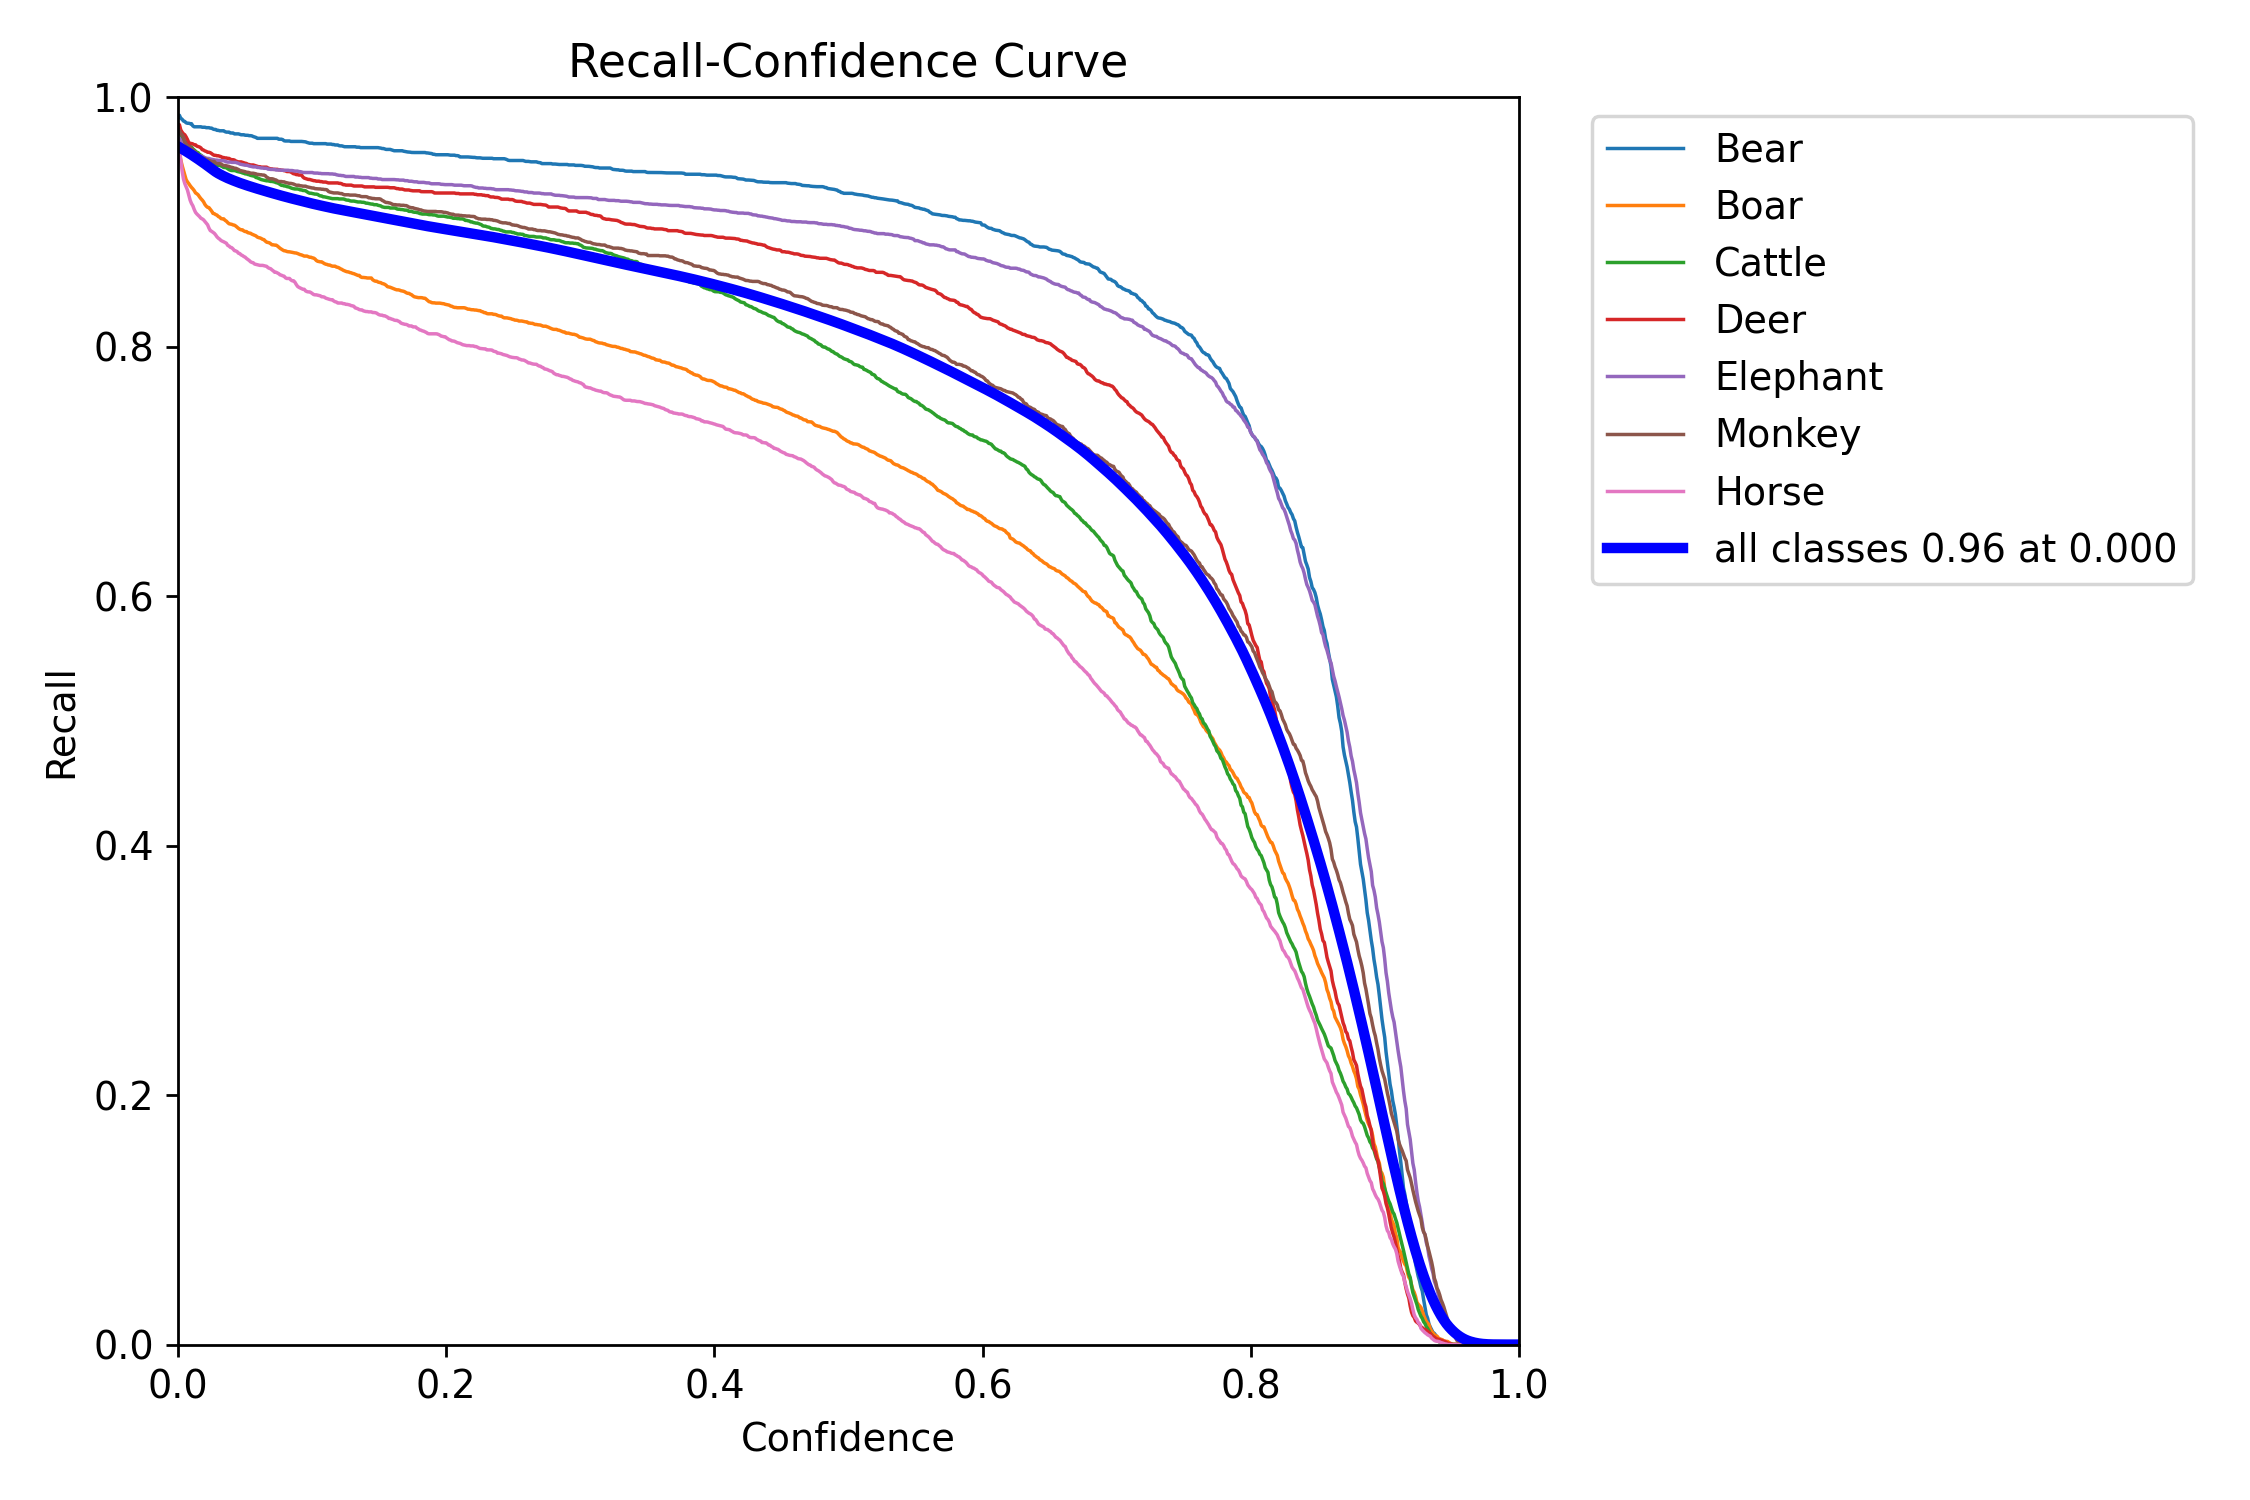 Recall-Confidence Curve
1.0
0.8
0.6
0.4
0.2
0.0
Recall
0.0 0.2 0.4 0.6 0.8 1.0
Confidence
Bear
Boar
Cattle
Deer
Elephant
Monkey
Horse
all classes 0.96 at 0.000